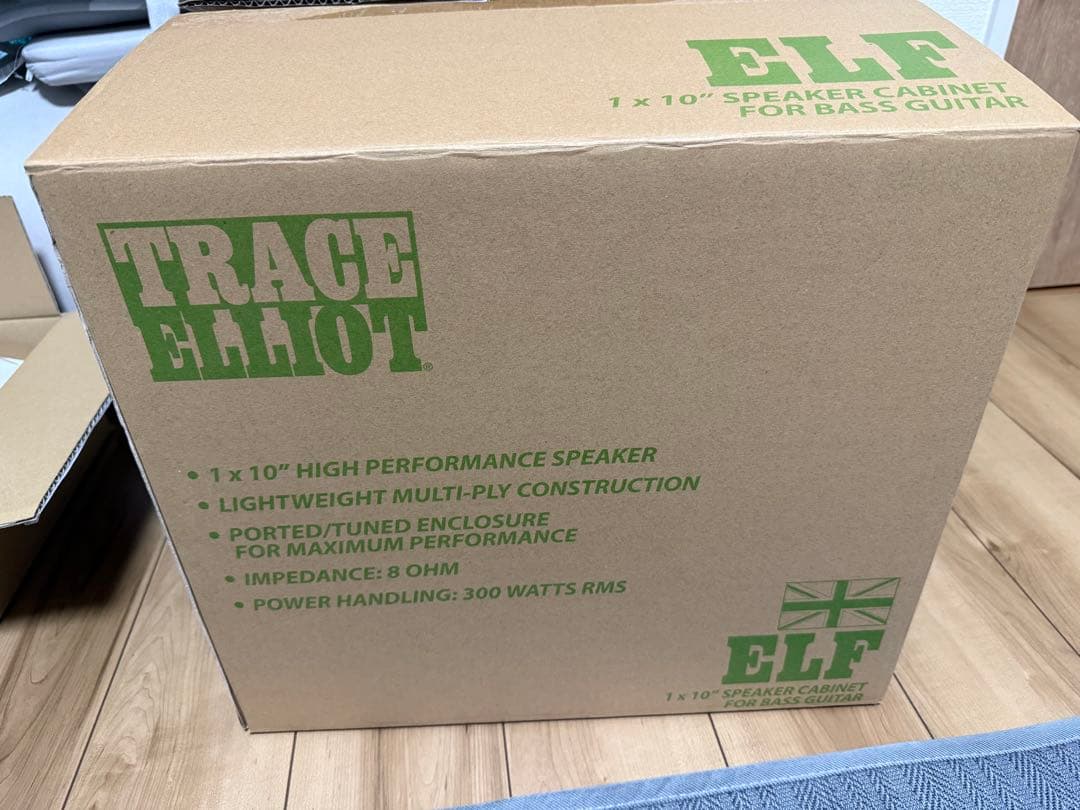 ELF
1 x 10" SPEAKER CABINET
FOR BASS GUITAR
TRACE
ELLIOT®
• 1 x 10" HIGH PERFORMANCE SPEAKER
• LIGHTWEIGHT MULTI-PLY CONSTRUCTION
• PORTED/TUNED ENCLOSURE
FOR MAXIMUM PERFORMANCE
• IMPEDANCE: 8 OHM
• POWER HANDLING: 300 WATTS RMS
ELF
1 x 10" SPEAKER CABINET
FOR BASS GUITAR